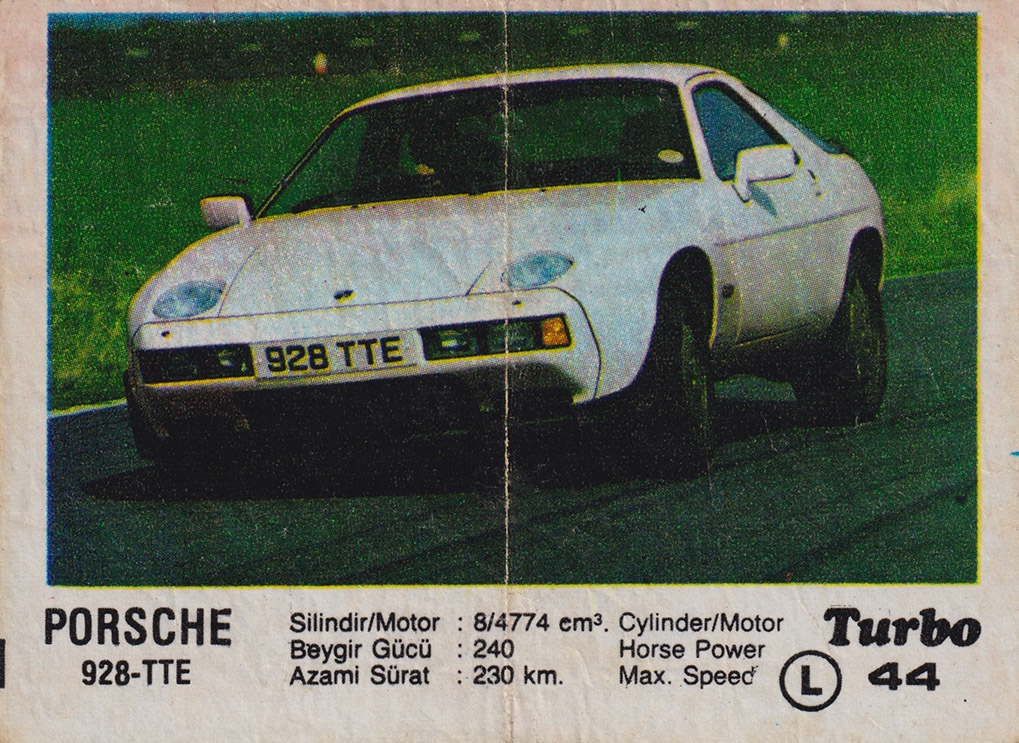 928 TTE
PORSCHE
928-TTE
Silindir/Motor : 8/4774 cm³. Cylinder/Motor
Beygir Gücü : 240 Horse Power
Azami Sürat : 230 km. Max. Speed
L
Turbo
44